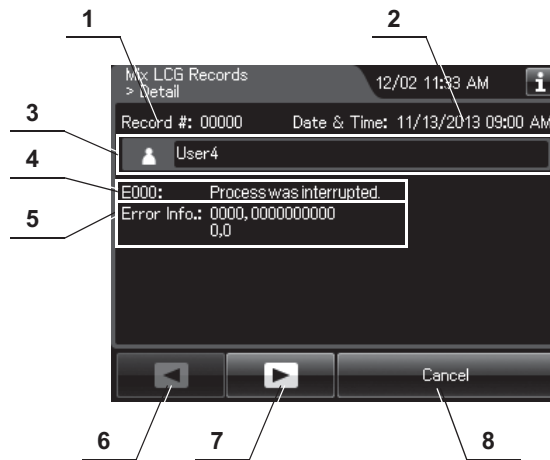 1 2
Mix LCG Records
> Detail
12/02 11:33 AM
i
3
Record #: 00000 Date & Time: 11/13/2013 09:00 AM
User4
4
E000: Process was interrupted.
5
Error Info.: 0000, 0000000000
0,0
Cancel
6 7 8